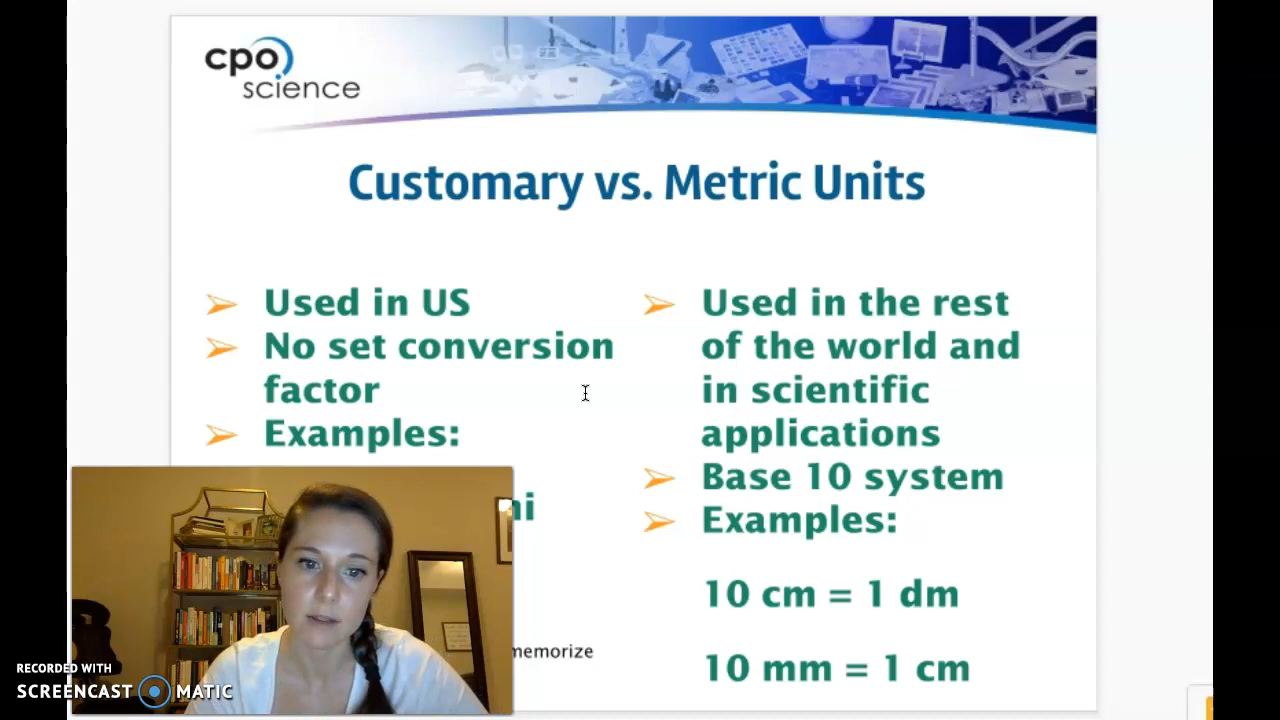 cpo
science
Customary vs. Metric Units
Used in US
No set conversion
factor
Examples:
Used in the rest
of the world and
in scientific
applications
Base 10 system
Examples:
10 cm = 1 dm
memorize
10 mm = 1 cm
RECORDED WITH
SCREENCAST MATIC